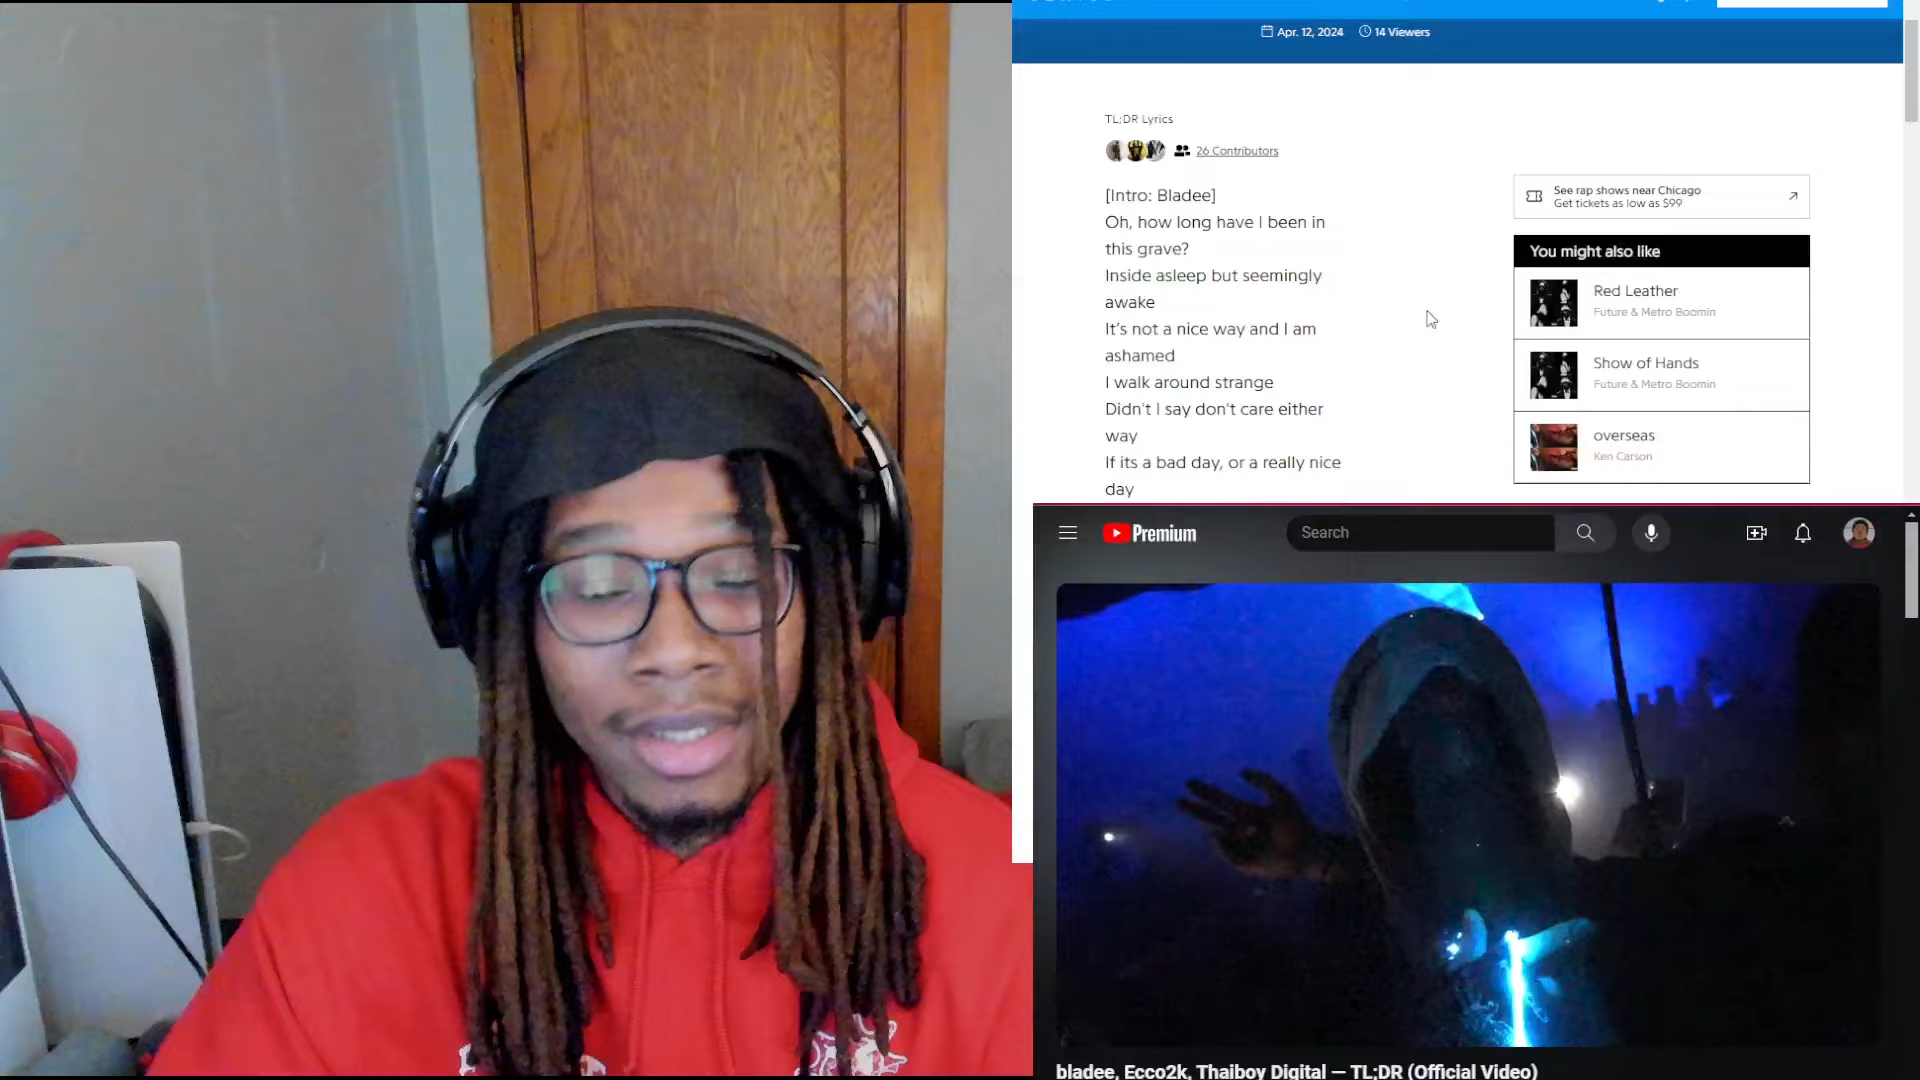 Apr. 12, 2024 14 Viewers
TL;DR Lyrics
26 Contributors
[Intro: Bladee]
Oh, how long have I been in
this grave?
Inside asleep but seemingly
awake
It's not a nice way and I am
ashamed
I walk around strange
Didn't I say don't care either
way
If its a bad day, or a really nice
day
See rap shows near Chicago
Get tickets as low as $99
You might also like
Red Leather
Future & Metro Boomin
Show of Hands
Future & Metro Boomin
overseas
Ken Carson
Premium
Search
bladee, Ecco2k, Thaiboy Digital — TL;DR (Official Video)